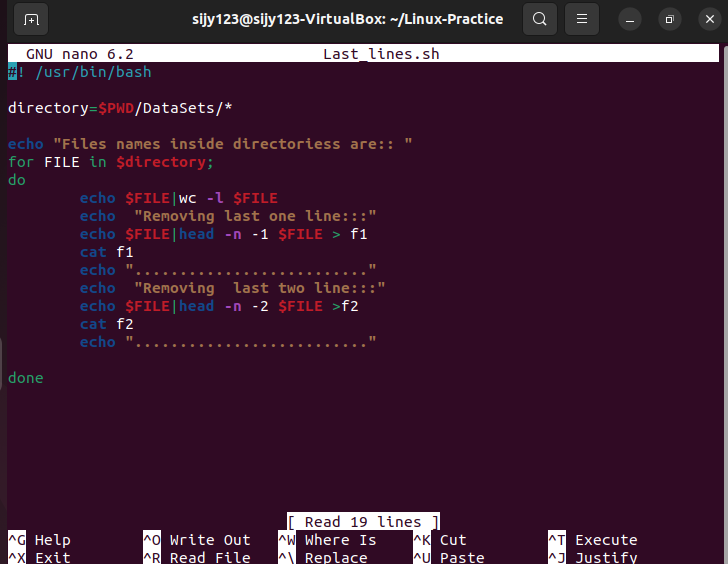 sijy123@sijy123-VirtualBox: ~/Linux-Practice
GNU nano 6.2 Last_lines.sh
#! /usr/bin/bash
directory=$PWD/DataSets/*
echo "Files names inside directoriess are:: "
for FILE in $directory;
do
echo $FILE|wc -l $FILE
echo  "Removing last one line:::"
echo $FILE|head -n -1 $FILE > f1
cat f1
echo ".........................."
echo  "Removing  last two line:::"
echo $FILE|head -n -2 $FILE >f2
cat f2
echo ".........................."
done
[ Read 19 lines ]
^G Help ^O Write Out ^W Where Is ^K Cut ^T Execute
^X Exit ^R Read File ^\ Replace ^U Paste ^J Justify